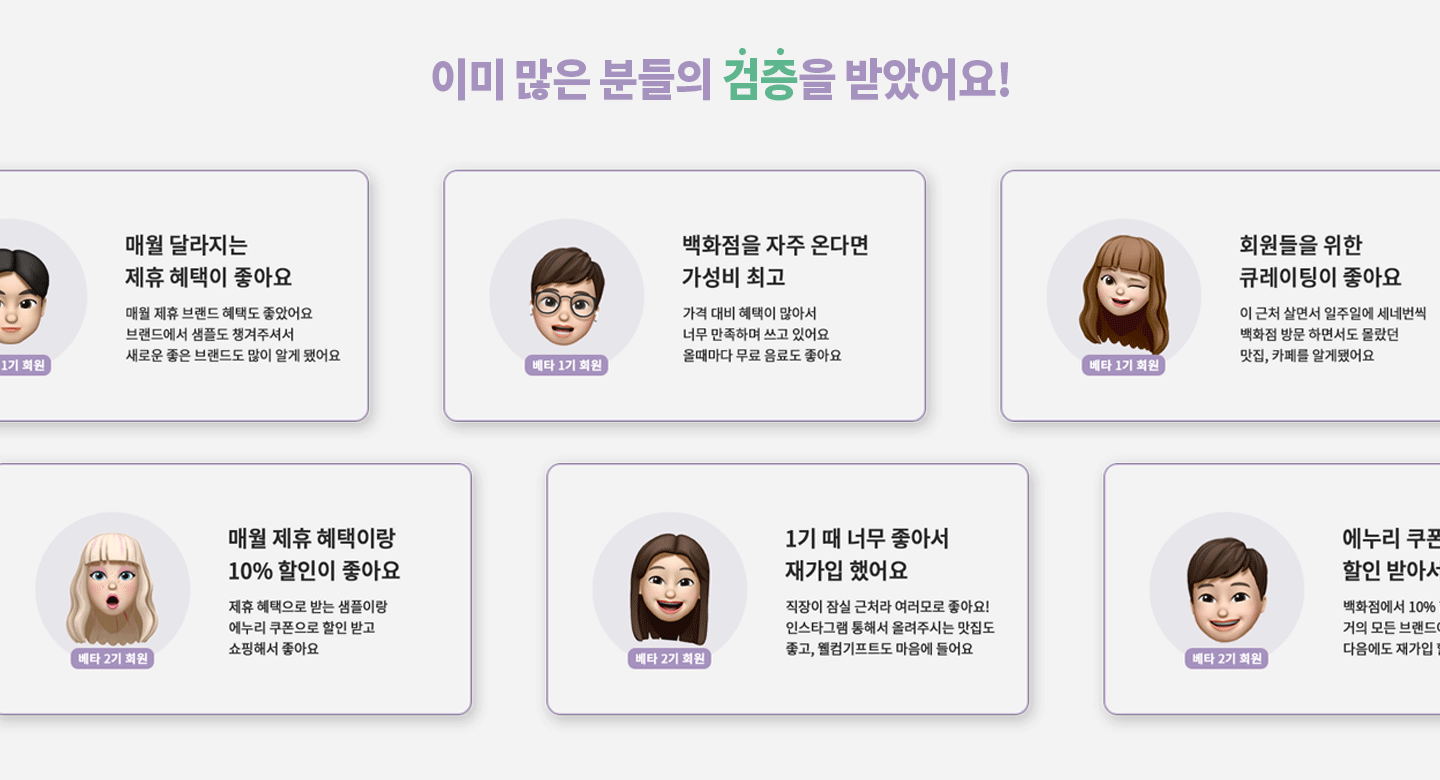 이미 많은 분들의 검증을 받았어요!
매월 달라지는
제휴 혜택이 좋아요
매월 제휴 브랜드 혜택도 좋았어요
브랜드에서 샘플도 챙겨주셔서
새로운 좋은 브랜드도 많이 알게 됐어요
1기 회원
백화점을 자주 온다면
가성비 최고
가격 대비 혜택이 많아서
너무 만족하며 쓰고 있어요
올때마다 무료 음료도 좋아요
베타 1기 회원
회원들을 위한
큐레이팅이 좋아요
이 근처 살면서 일주일에 세네번씩
백화점 방문 하면서도 몰랐던
맛집, 카페를 알게됐어요
베타 1기 회원
매월 제휴 혜택이랑
10% 할인이 좋아요
제휴 혜택으로 받는 샘플이랑
에누리 쿠폰으로 할인 받고
쇼핑해서 좋아요
베타 2기 회원
1기 때 너무 좋아서
재가입 했어요
직장이 잠실 근처라 여러모로 좋아요!
인스타그램 통해서 올려주시는 맛집도
좋고, 웰컴기프트도 마음에 들어요
베타 2기 회원
에누리 쿠폰
할인 받아서
백화점에서 10%
거의 모든 브랜드
다음에도 재가입
베타 2기 회원